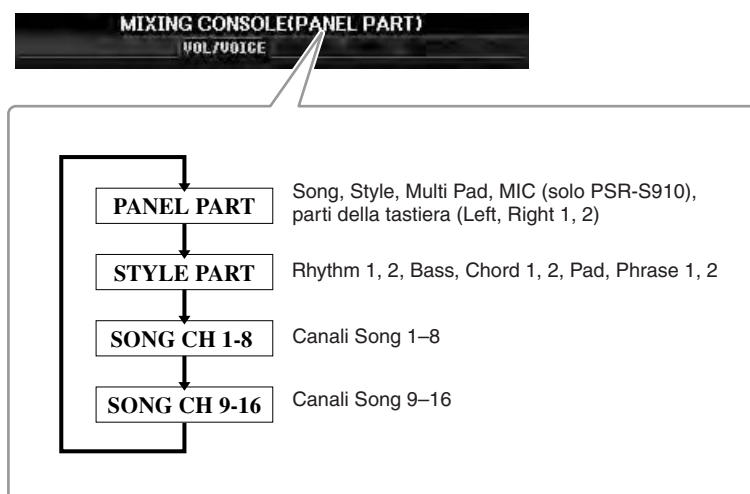 MIXING CONSOLE(PANEL PART)
VOL/VOICE
PANEL PART
Song, Style, Multi Pad, MIC (solo PSR-S910),
parti della tastiera (Left, Right 1, 2)
STYLE PART
Rhythm 1, 2, Bass, Chord 1, 2, Pad, Phrase 1, 2
SONG CH 1-8
Canali Song 1–8
SONG CH 9-16
Canali Song 9–16